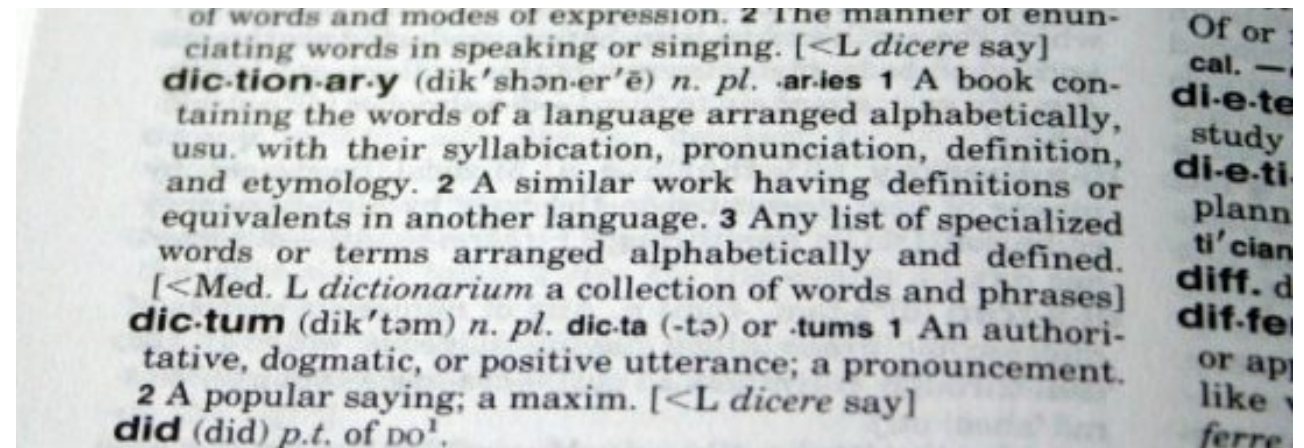 of words and modes of expression. 2 The manner of enun-
ciating words in speaking or singing. [<L dicere say]
dic·tion·ar·y (dik′shən·er′ē) n. pl. ·ar·ies 1 A book con-
taining the words of a language arranged alphabetically,
usu. with their syllabication, pronunciation, definition,
and etymology. 2 A similar work having definitions or
equivalents in another language. 3 Any list of specialized
words or terms arranged alphabetically and defined.
[<Med. L dictionarium a collection of words and phrases]
dic·tum (dik′təm) n. pl. dic·ta (-tə) or ·tums 1 An authori-
tative, dogmatic, or positive utterance; a pronouncement.
2 A popular saying; a maxim. [<L dicere say]
did (did) p.t. of DO¹.
Of or
cal. —
di·e·te
study
di·e·ti
plann
ti′cian
diff. d
dif·fe
or app
like
ferre